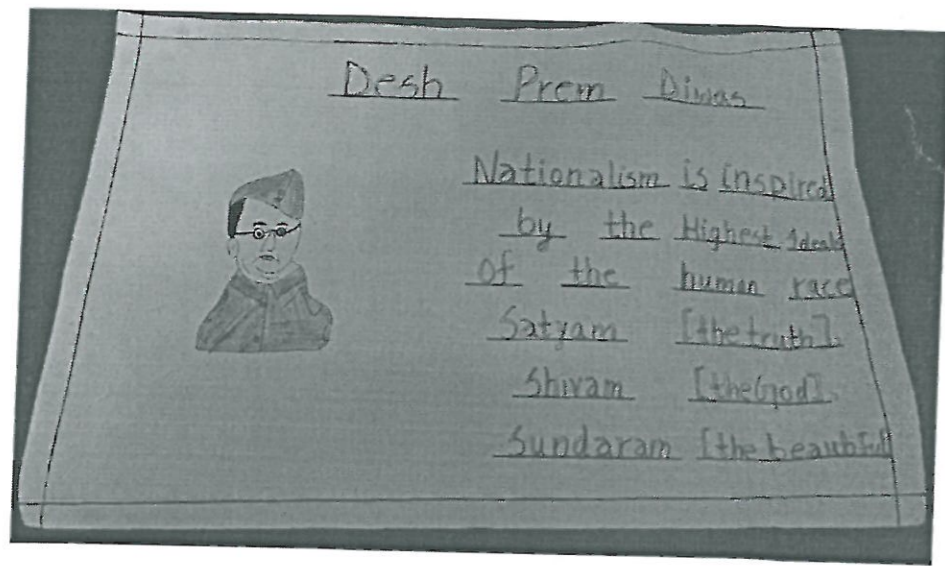 Desh Prem Diwas
Nationalism is inspired
by the Highest Ideals
of the human race
Satyam [the truth].
Shivam [the God].
Sundaram [the beautiful